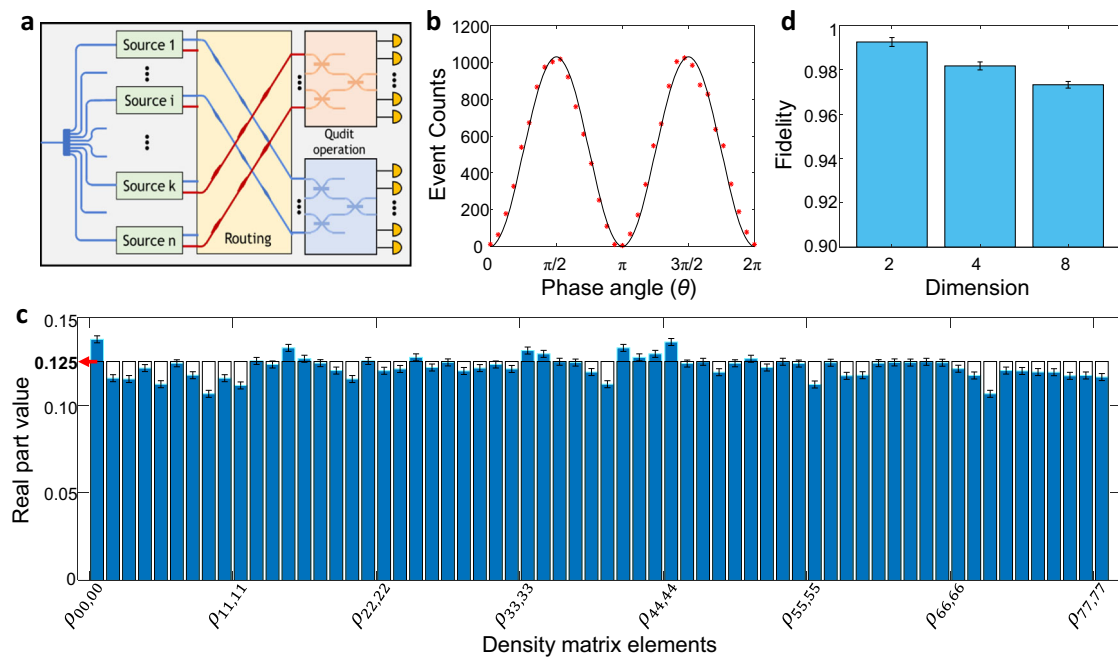 a
Source 1
Source i
Source k
Source n
Routing
Qudit
operation
b
1200
1000
800
600
400
200
0
Event Counts
0
π/2
π
3π/2
2π
Phase angle (θ)
d
1
0.98
0.96
0.94
0.92
0.90
Fidelity
2
4
8
Dimension
c
0.15
0.125
0.10
0.05
0
Real part value
ρ00,00
ρ11,11
ρ22,22
ρ33,33
ρ44,44
ρ55,55
ρ66,66
ρ77,77
Density matrix elements